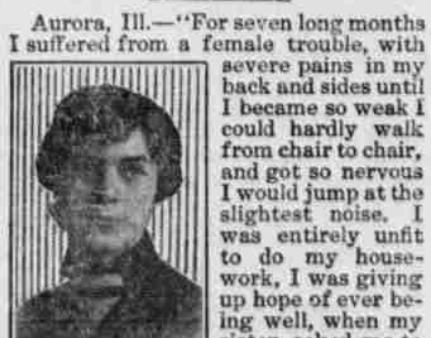 Aurora, Ill.—"For seven long months
I suffered from a female trouble, with
severe pains in my
back and sides until
I became so weak I
could hardly walk
from chair to chair,
and got so nervous
I would jump at the
slightest noise. I
was entirely unfit
to do my house-
work, I was giving
up hope of ever be-
ing well, when my